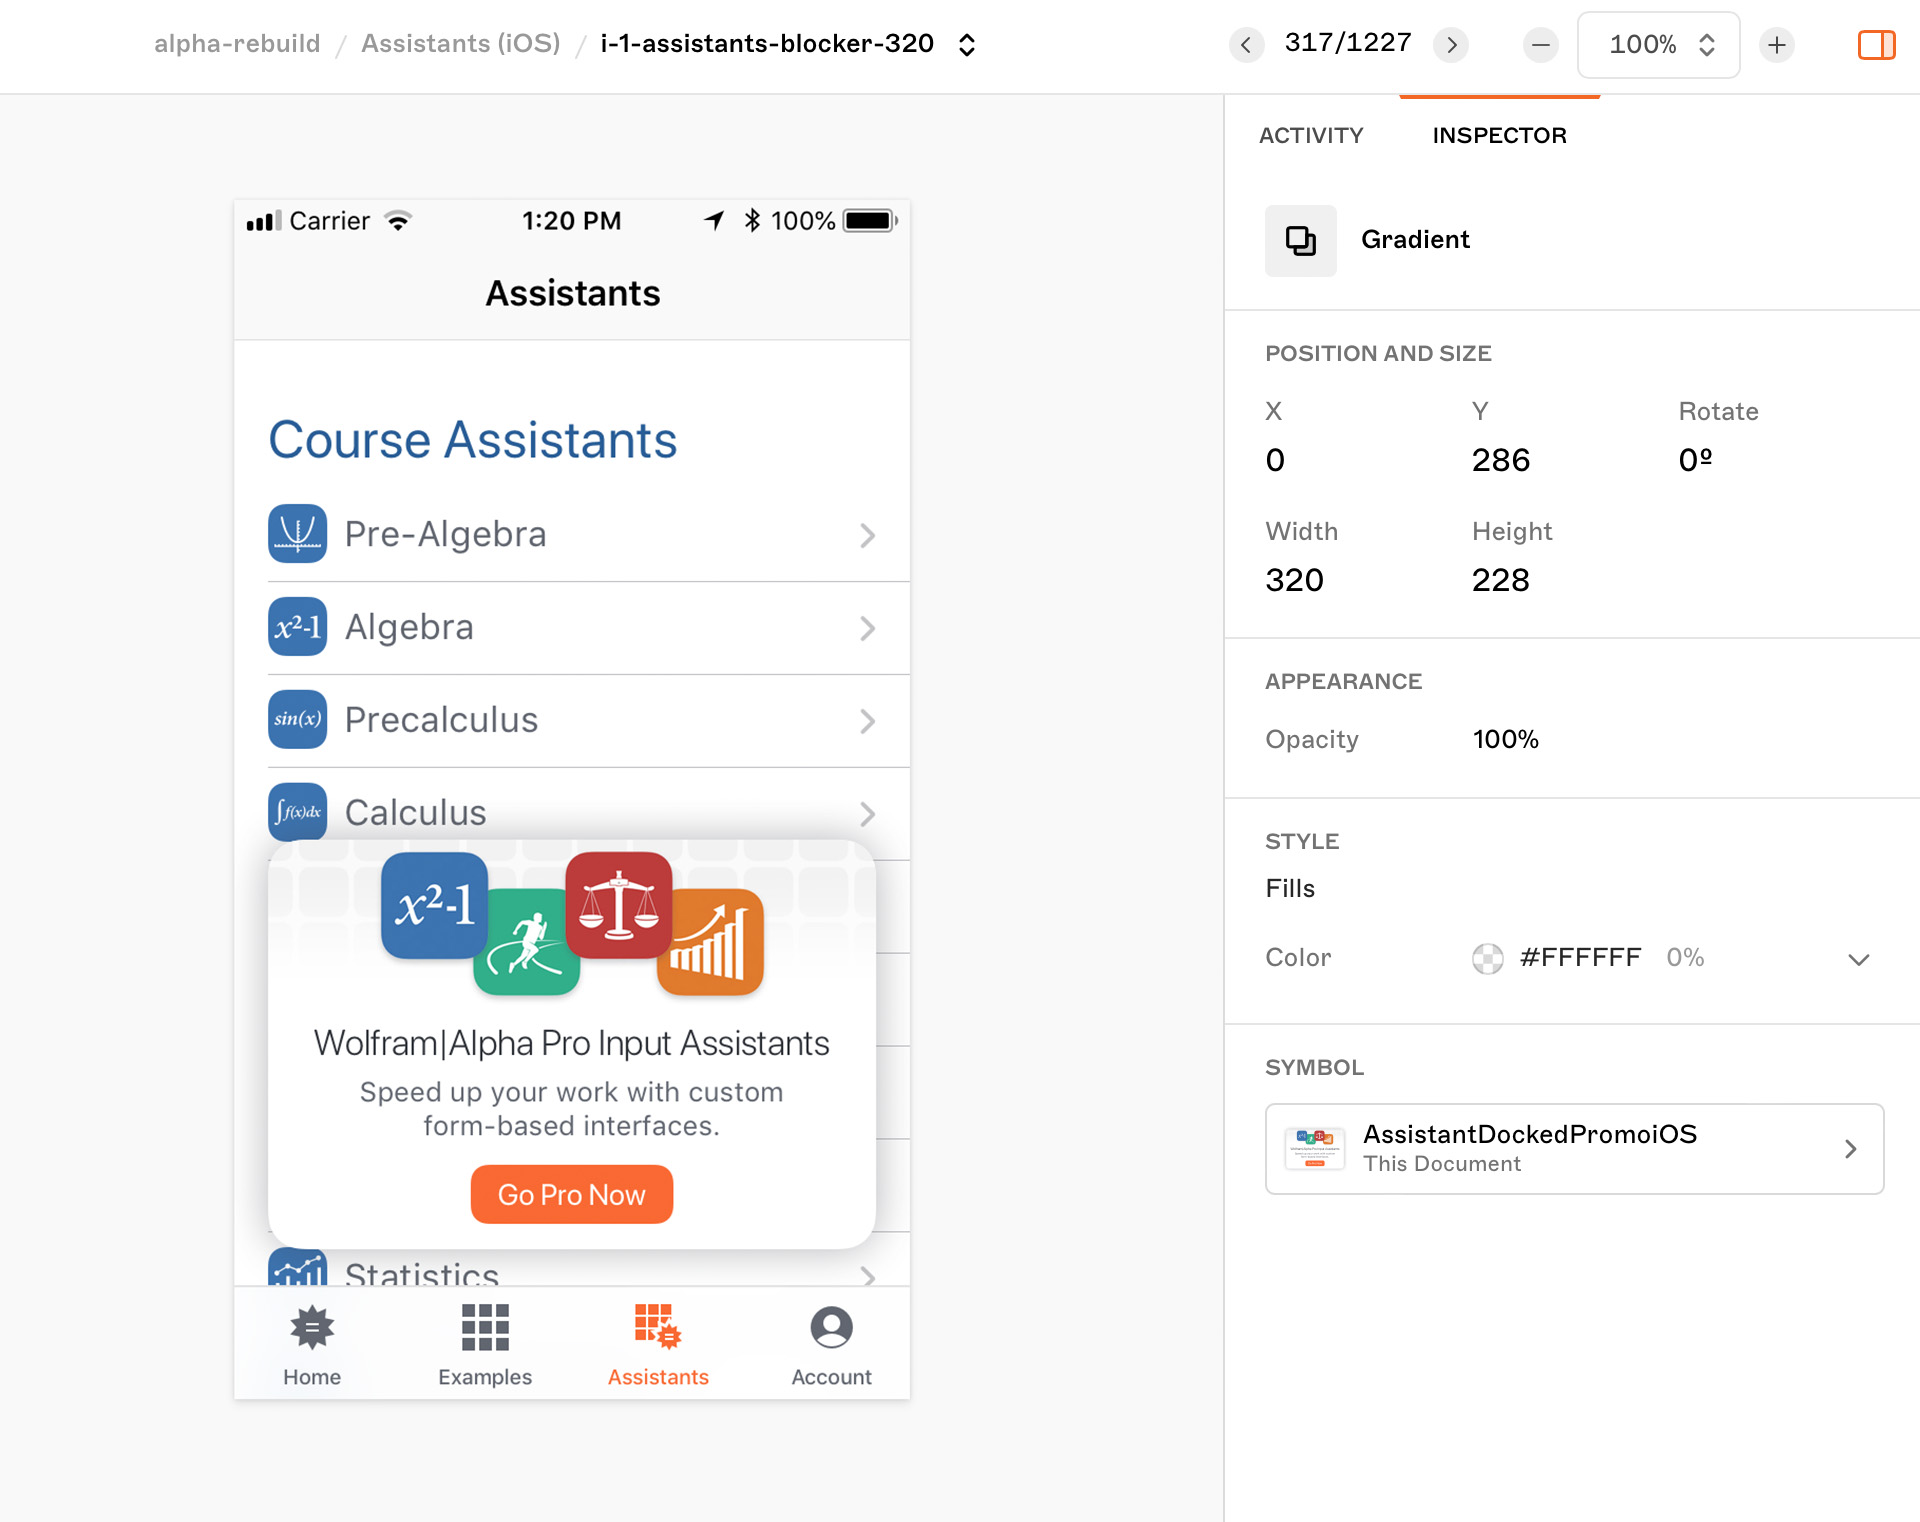 alpha-rebuild / Assistants (iOS) / i-1-assistants-blocker-320
317/1227
100%
ACTIVITY
INSPECTOR
Gradient
POSITION AND SIZE
X Y Rotate
0 286 0º
Width Height
320 228
APPEARANCE
Opacity 100%
STYLE
Fills
Color #FFFFFF 0%
SYMBOL
AssistantDockedPromoiOS
This Document
Carrier 1:20 PM 100%
Assistants
Course Assistants
Pre-Algebra
x²-1 Algebra
sin(x) Precalculus
∫f(x)dx Calculus
x²-1
Wolfram|Alpha Pro Input Assistants
Speed up your work with custom
form-based interfaces.
Go Pro Now
Statistics
Home Examples Assistants Account